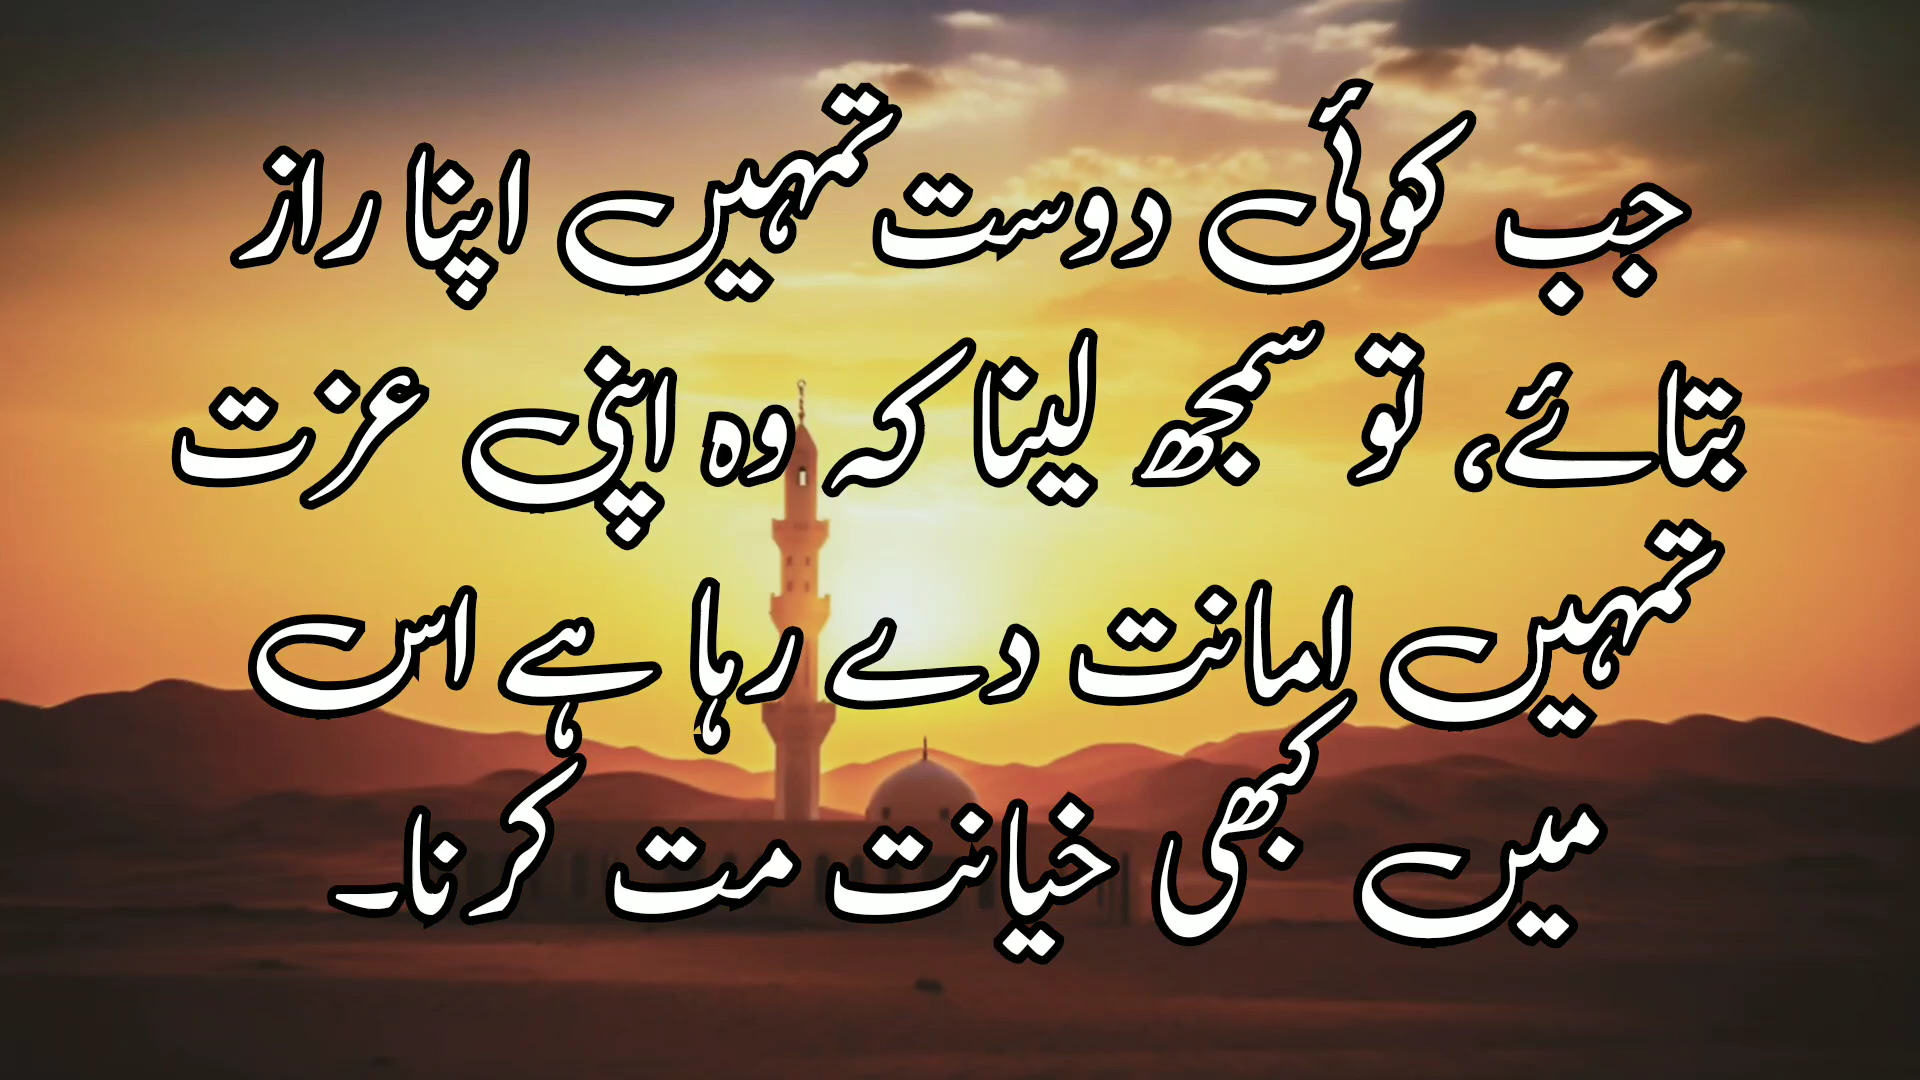 جب کوئی دوست تمہیں اپنا راز
بتائے، تو سمجھ لینا کہ وہ اپنی عزت
تمہیں امانت دے رہا ہے اس
میں کبھی خیانت مت کرنا۔